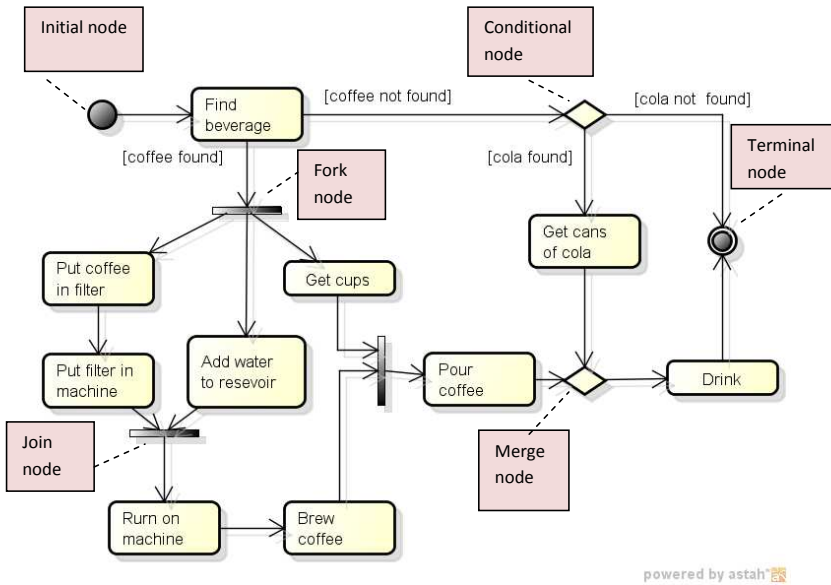 Initial node
Conditional
node
Find
beverage
[coffee not found]
[cola not  found]
[coffee found]
Fork
node
[cola found]
Terminal
node
Put coffee
in filter
Get cups
Get cans
of cola
Put filter in
machine
Add water
to resevoir
Pour
coffee
Drink
Join
node
Merge
node
Rurn on
machine
Brew
coffee
powered by astah*